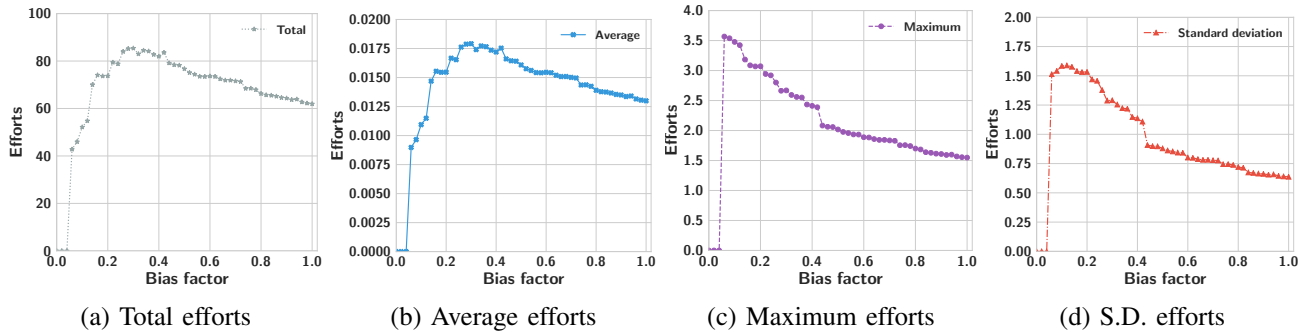 100
80
60
40
20
0
0.0 0.2 0.4 0.6 0.8 1.0
Efforts
Bias factor
Total
(a) Total efforts
0.0200
0.0175
0.0150
0.0125
0.0100
0.0075
0.0050
0.0025
0.0000
0.0 0.2 0.4 0.6 0.8 1.0
Efforts
Bias factor
Average
(b) Average efforts
4.0
3.5
3.0
2.5
2.0
1.5
1.0
0.5
0.0
0.0 0.2 0.4 0.6 0.8 1.0
Efforts
Bias factor
Maximum
(c) Maximum efforts
2.00
1.75
1.50
1.25
1.00
0.75
0.50
0.25
0.00
0.0 0.2 0.4 0.6 0.8 1.0
Efforts
Bias factor
Standard deviation
(d) S.D. efforts